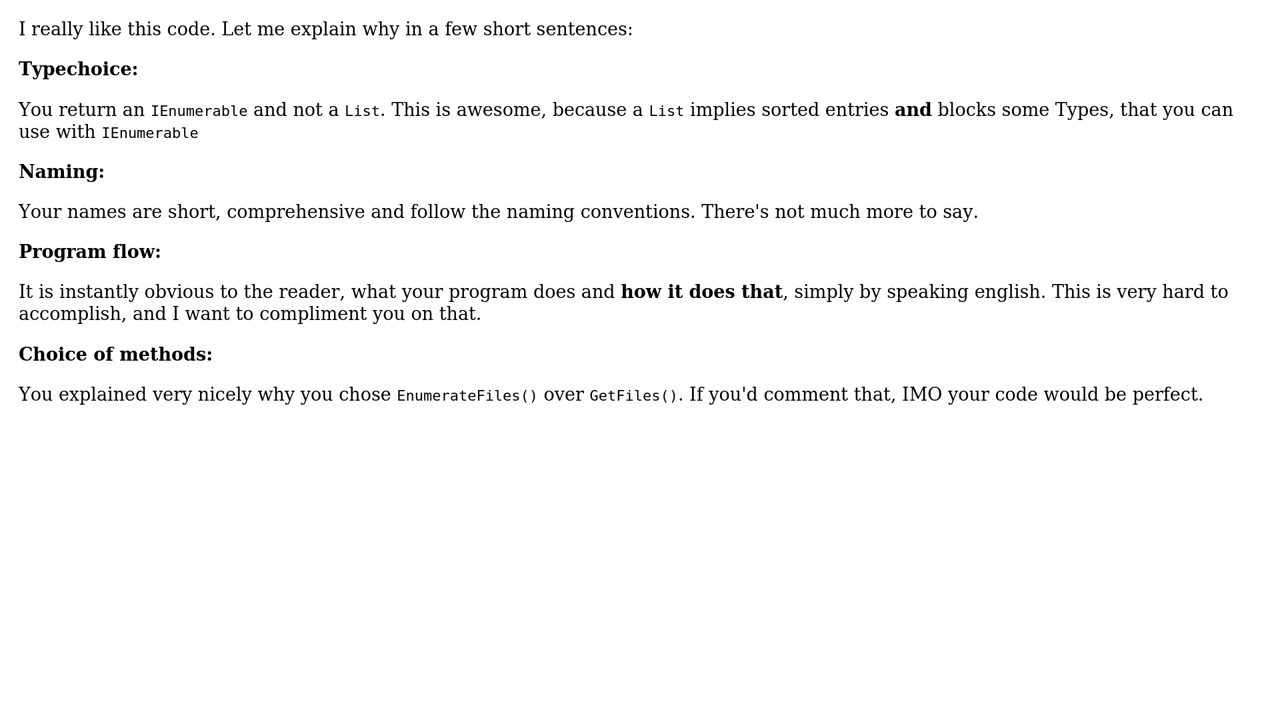 I really like this code. Let me explain why in a few short sentences:
Typechoice:
You return an IEnumerable and not a List. This is awesome, because a List implies sorted entries and blocks some Types, that you can
use with IEnumerable
Naming:
Your names are short, comprehensive and follow the naming conventions. There's not much more to say.
Program flow:
It is instantly obvious to the reader, what your program does and how it does that, simply by speaking english. This is very hard to
accomplish, and I want to compliment you on that.
Choice of methods:
You explained very nicely why you chose EnumerateFiles() over GetFiles(). If you'd comment that, IMO your code would be perfect.